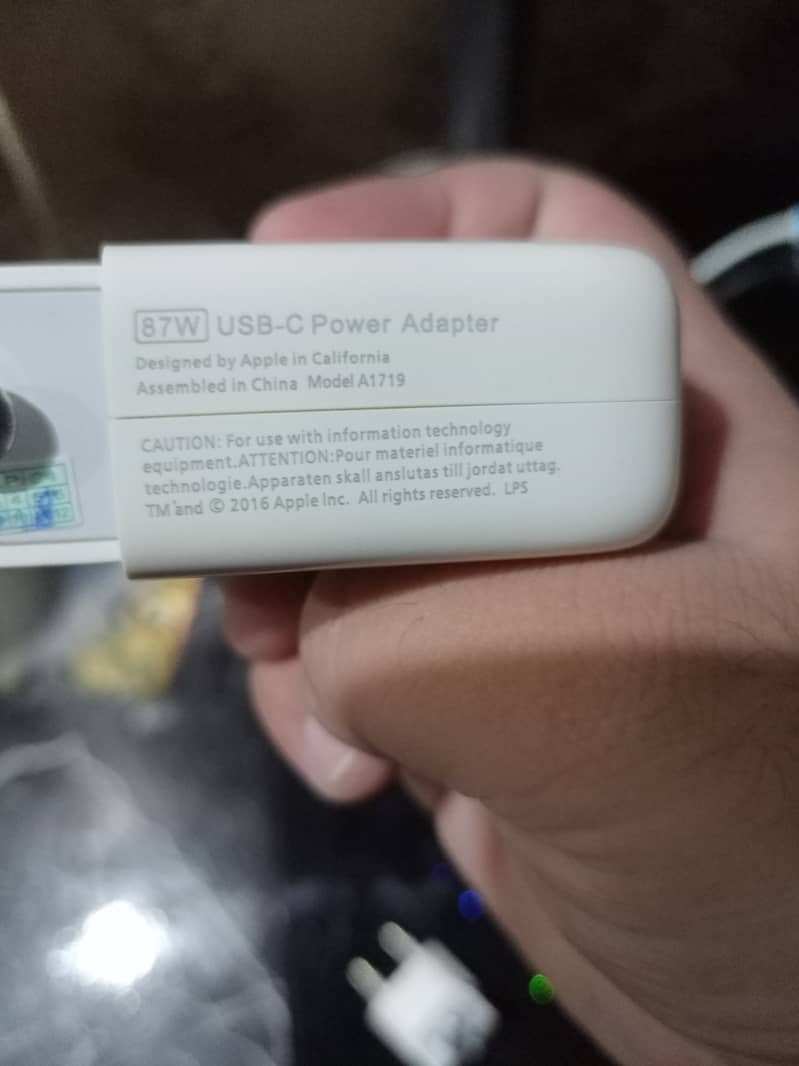 87W USB-C Power Adapter
Designed by Apple in California
Assembled in China Model A1719
CAUTION: For use with information technology
equipment.ATTENTION:Pour materiel informatique
technologie.Apparaten skall anslutas till jordat uttag.
TM and © 2016 Apple Inc. All rights reserved. LPS